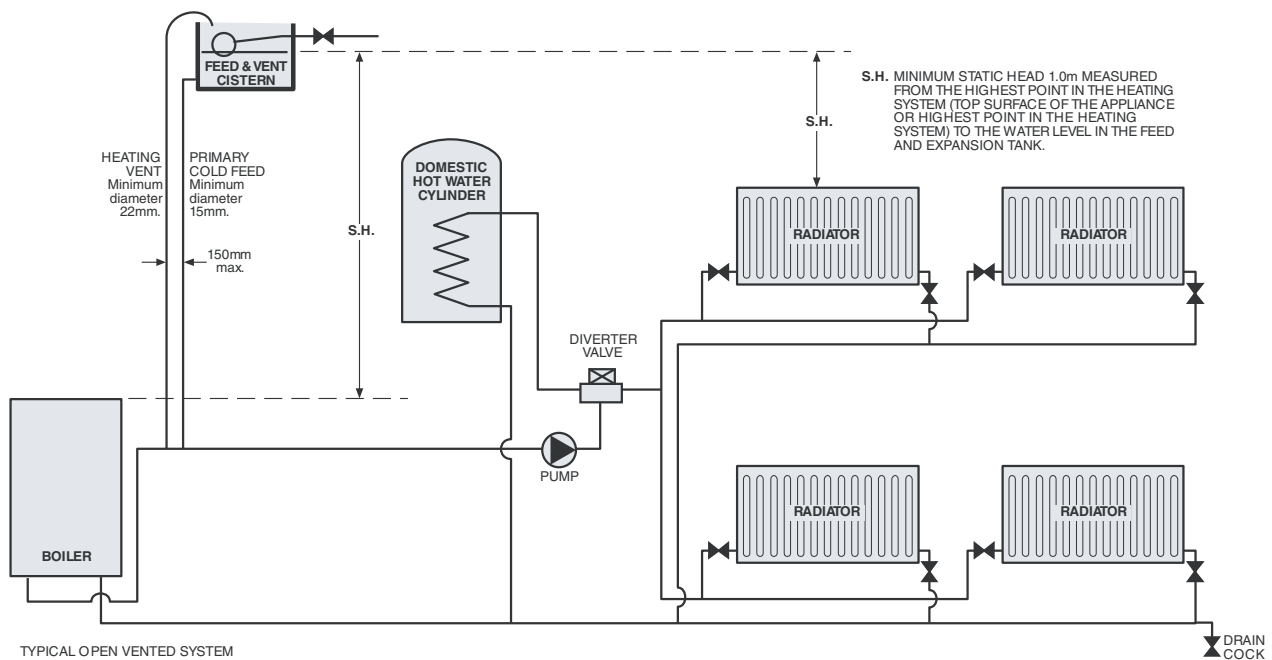 FEED & VENT
CISTERN
S.H. MINIMUM STATIC HEAD 1.0m MEASURED
FROM THE HIGHEST POINT IN THE HEATING
SYSTEM (TOP SURFACE OF THE APPLIANCE
OR HIGHEST POINT IN THE HEATING
SYSTEM) TO THE WATER LEVEL IN THE FEED
AND EXPANSION TANK.
S.H.
HEATING
VENT
Minimum
diameter
22mm.
PRIMARY
COLD FEED
Minimum
diameter
15mm.
DOMESTIC
HOT WATER
CYLINDER
S.H.
150mm
max.
RADIATOR
RADIATOR
DIVERTER
VALVE
PUMP
RADIATOR
RADIATOR
BOILER
TYPICAL OPEN VENTED SYSTEM
DRAIN
COCK